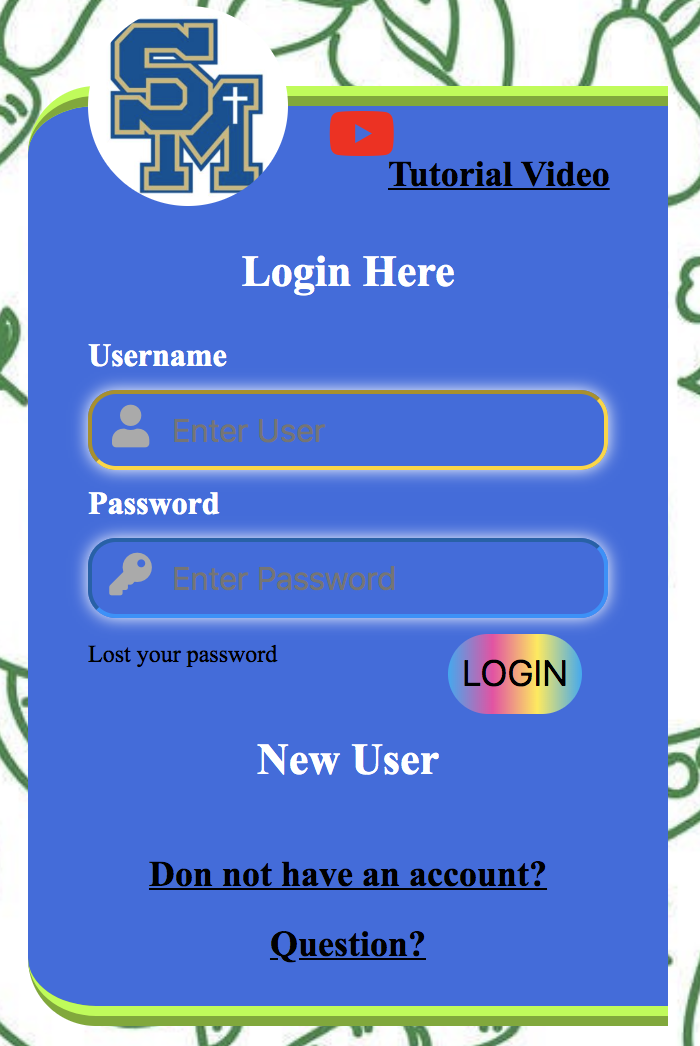 SM
Tutorial Video
Login Here
Username
Enter User
Password
Enter Password
Lost your password
LOGIN
New User
Don not have an account?
Question?